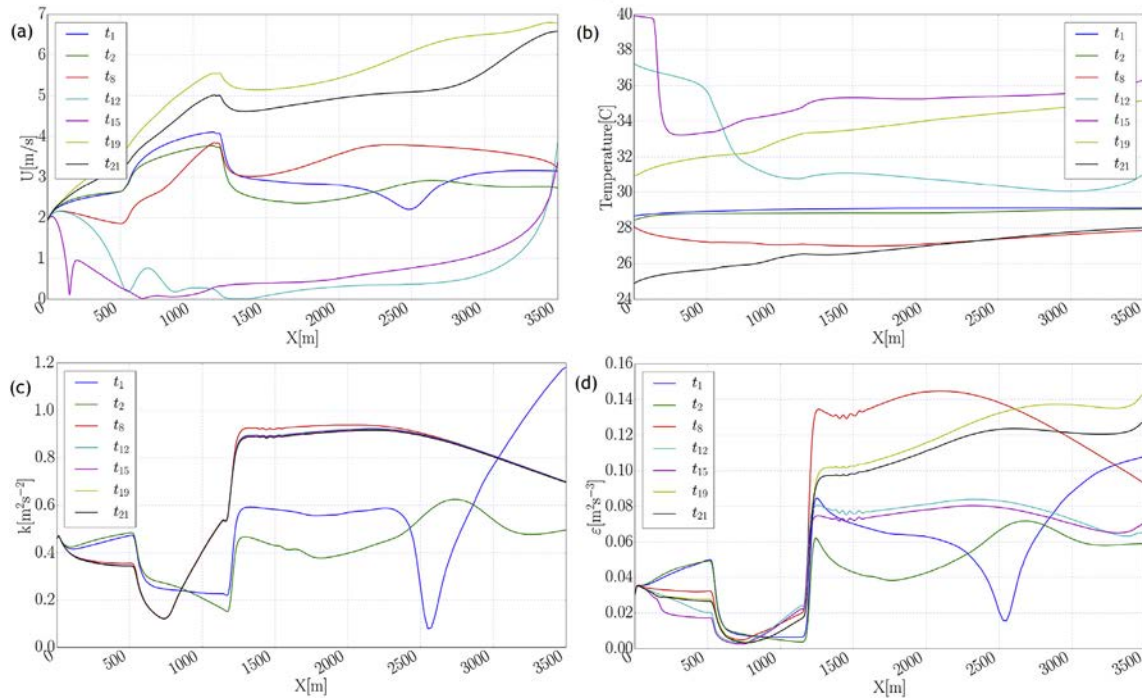 (a)
U[m/s]
7
6
5
4
3
2
1
0
t₁
t₂
t₈
t₁₂
t₁₅
t₁₉
t₂₁
0
500
1000
1500
2000
2500
3000
3500
X[m]
(b)
Temperature[C]
40
38
36
34
32
30
28
26
24
t₁
t₂
t₈
t₁₂
t₁₅
t₁₉
t₂₁
0
500
1000
1500
2000
2500
3000
3500
X[m]
(c)
k[m²s⁻²]
1.2
1.0
0.8
0.6
0.4
0.2
0.0
t₁
t₂
t₈
t₁₂
t₁₅
t₁₉
t₂₁
0
500
1000
1500
2000
2500
3000
3500
X[m]
(d)
ε[m²s⁻³]
0.16
0.14
0.12
0.10
0.08
0.06
0.04
0.02
0.00
t₁
t₂
t₈
t₁₂
t₁₅
t₁₉
t₂₁
0
500
1000
1500
2000
2500
3000
3500
X[m]